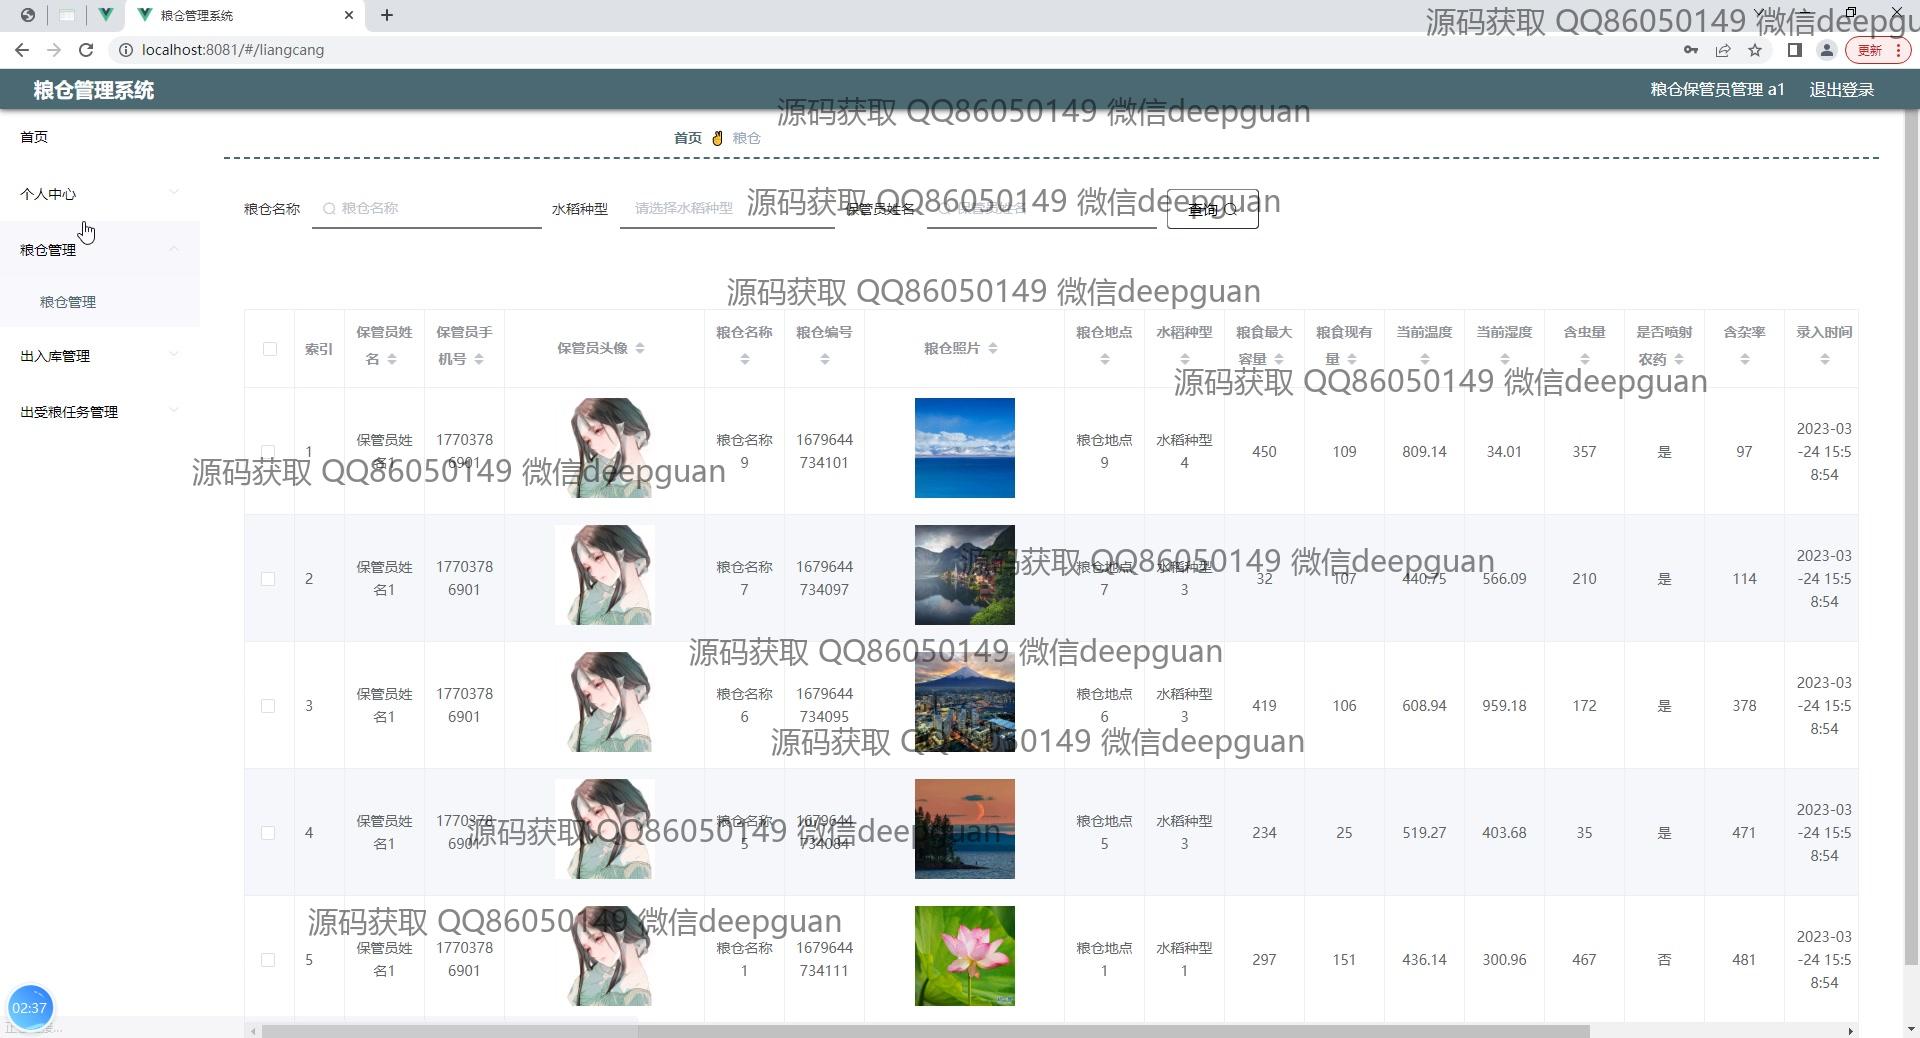 粮仓管理系统
源码获取 QQ86050149 微信deepgu
localhost:8081/#/liangcang
更新
粮仓管理系统
粮仓保管员管理 a1 退出登录
源码获取 QQ86050149 微信deepguan
首页
首页 ✌ 粮仓
个人中心
粮仓名称 粮仓名称 水稻种型 请选择水稻种型 保管员姓名 保管员姓名 查询
源码获取 QQ86050149 微信deepguan
粮仓管理
粮仓管理
出入库管理
出受粮任务管理
源码获取 QQ86050149 微信deepguan
索引 保管员姓名 保管员手机号 保管员头像 粮仓名称 粮仓编号 粮仓照片 粮仓地点 水稻种型 粮食最大容量 粮食现有量 当前温度 当前湿度 含虫量 是否喷射农药 含杂率 录入时间
源码获取 QQ86050149 微信deepguan
1 保管员姓名1 17703786901 粮仓名称9 1679644734101 粮仓地点9 水稻种型4 450 109 809.14 34.01 357 是 97 2023-03-24 15:58:54
源码获取 QQ86050149 微信deepguan
2 保管员姓名1 17703786901 粮仓名称7 1679644734097 粮仓地点7 水稻种型3 32 107 440.75 566.09 210 是 114 2023-03-24 15:58:54
源码获取 QQ86050149 微信deepguan
源码获取 QQ86050149 微信deepguan
3 保管员姓名1 17703786901 粮仓名称6 1679644734095 粮仓地点6 水稻种型3 419 106 608.94 959.18 172 是 378 2023-03-24 15:58:54
源码获取 QQ86050149 微信deepguan
4 保管员姓名1 17703786901 粮仓名称5 1679644734084 粮仓地点5 水稻种型3 234 25 519.27 403.68 35 是 471 2023-03-24 15:58:54
源码获取 QQ86050149 微信deepguan
源码获取 QQ86050149 微信deepguan
5 保管员姓名1 17703786901 粮仓名称1 1679644734111 粮仓地点1 水稻种型1 297 151 436.14 300.96 467 否 481 2023-03-24 15:58:54
02:37